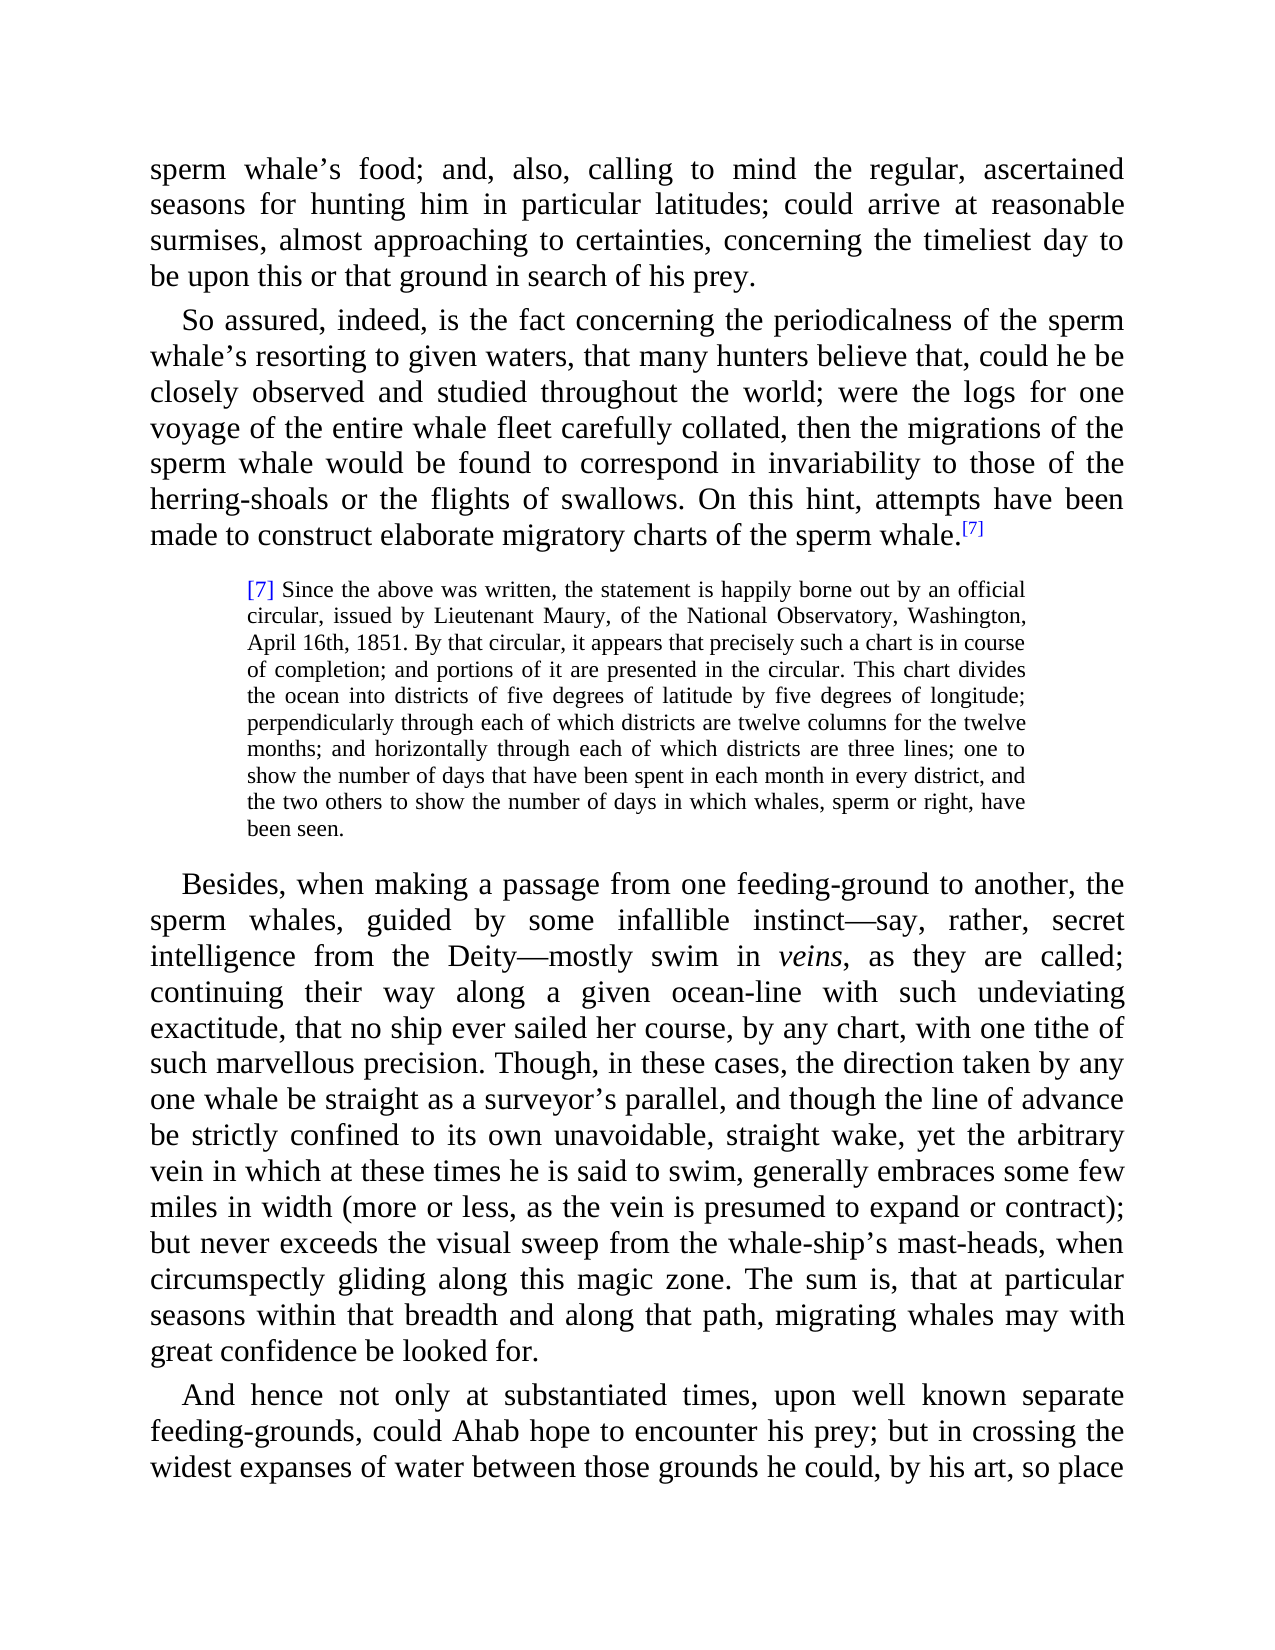 sperm whale’s food; and, also, calling to mind the regular, ascertained
seasons for hunting him in particular latitudes; could arrive at reasonable
surmises, almost approaching to certainties, concerning the timeliest day to
be upon this or that ground in search of his prey.
So assured, indeed, is the fact concerning the periodicalness of the sperm
whale’s resorting to given waters, that many hunters believe that, could he be
closely observed and studied throughout the world; were the logs for one
voyage of the entire whale fleet carefully collated, then the migrations of the
sperm whale would be found to correspond in invariability to those of the
herring-shoals or the flights of swallows. On this hint, attempts have been
made to construct elaborate migratory charts of the sperm whale.[7]
[7] Since the above was written, the statement is happily borne out by an official
circular, issued by Lieutenant Maury, of the National Observatory, Washington,
April 16th, 1851. By that circular, it appears that precisely such a chart is in course
of completion; and portions of it are presented in the circular. This chart divides
the ocean into districts of five degrees of latitude by five degrees of longitude;
perpendicularly through each of which districts are twelve columns for the twelve
months; and horizontally through each of which districts are three lines; one to
show the number of days that have been spent in each month in every district, and
the two others to show the number of days in which whales, sperm or right, have
been seen.
Besides, when making a passage from one feeding-ground to another, the
sperm whales, guided by some infallible instinct—say, rather, secret
intelligence from the Deity—mostly swim in veins, as they are called;
continuing their way along a given ocean-line with such undeviating
exactitude, that no ship ever sailed her course, by any chart, with one tithe of
such marvellous precision. Though, in these cases, the direction taken by any
one whale be straight as a surveyor’s parallel, and though the line of advance
be strictly confined to its own unavoidable, straight wake, yet the arbitrary
vein in which at these times he is said to swim, generally embraces some few
miles in width (more or less, as the vein is presumed to expand or contract);
but never exceeds the visual sweep from the whale-ship’s mast-heads, when
circumspectly gliding along this magic zone. The sum is, that at particular
seasons within that breadth and along that path, migrating whales may with
great confidence be looked for.
And hence not only at substantiated times, upon well known separate
feeding-grounds, could Ahab hope to encounter his prey; but in crossing the
widest expanses of water between those grounds he could, by his art, so place